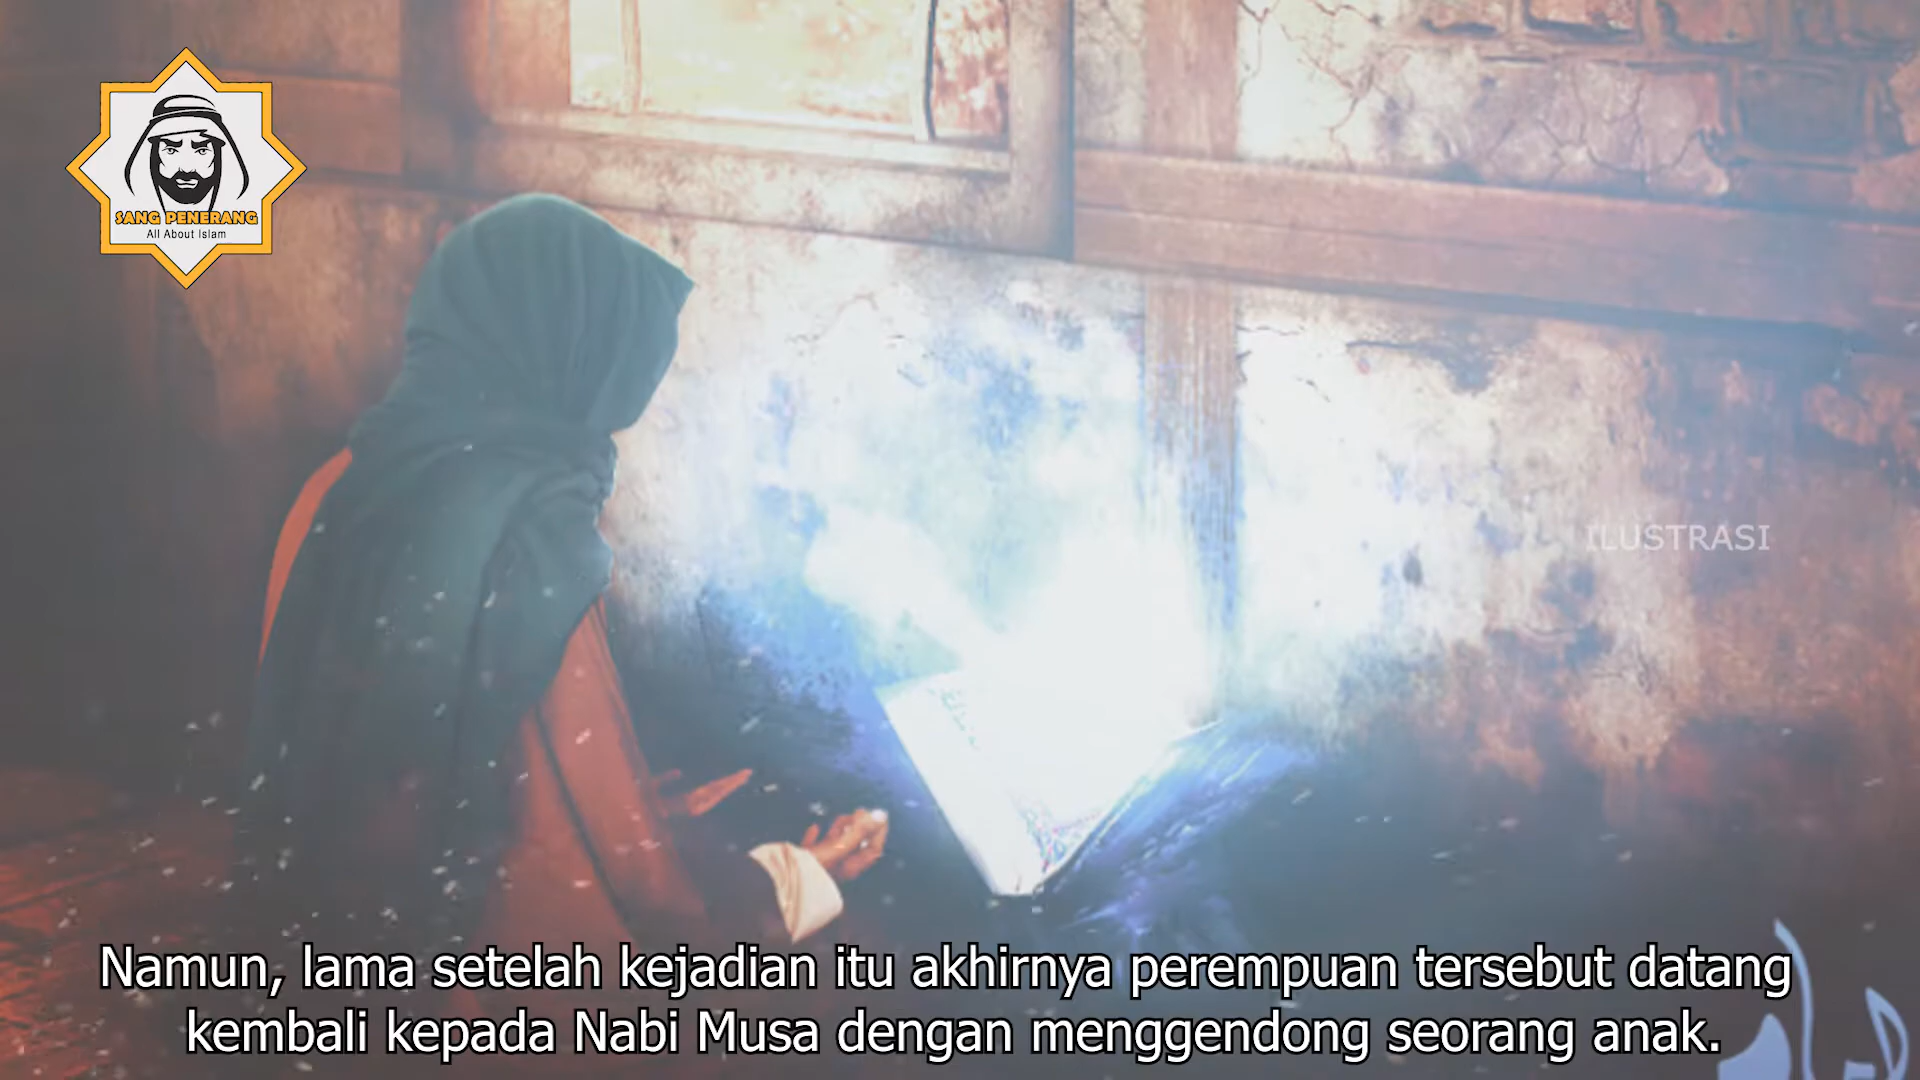 SANG PENERANG
All About Islam
ILUSTRASI
Namun, lama setelah kejadian itu akhirnya perempuan tersebut datang
kembali kepada Nabi Musa dengan menggendong seorang anak.